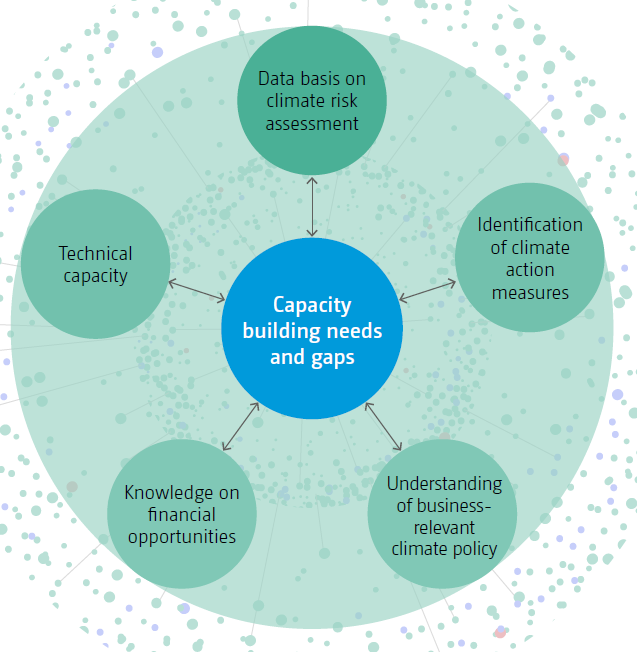 Data basis on
climate risk
assessment
Technical
capacity
Identification
of climate
action
measures
Capacity
building needs
and gaps
Knowledge on
financial
opportunities
Understanding
of business-
relevant
climate policy